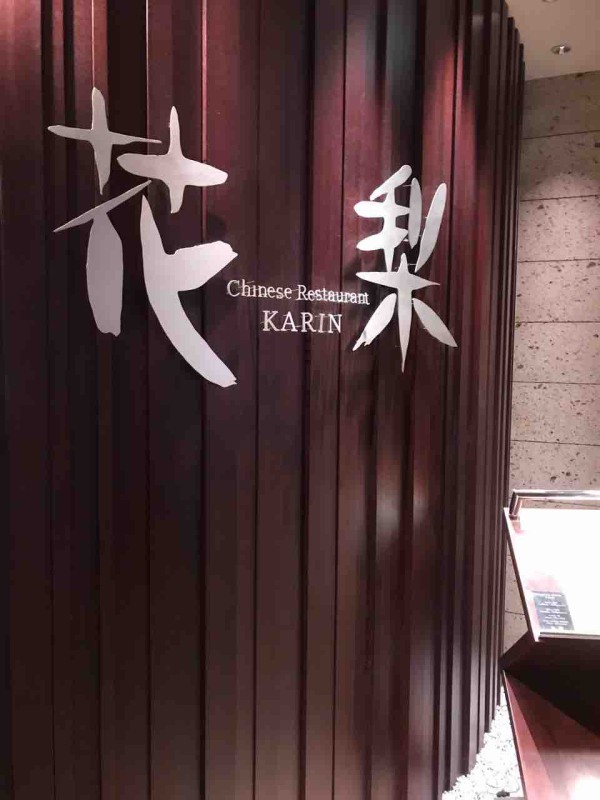 花梨
Chinese Restaurant
KARIN